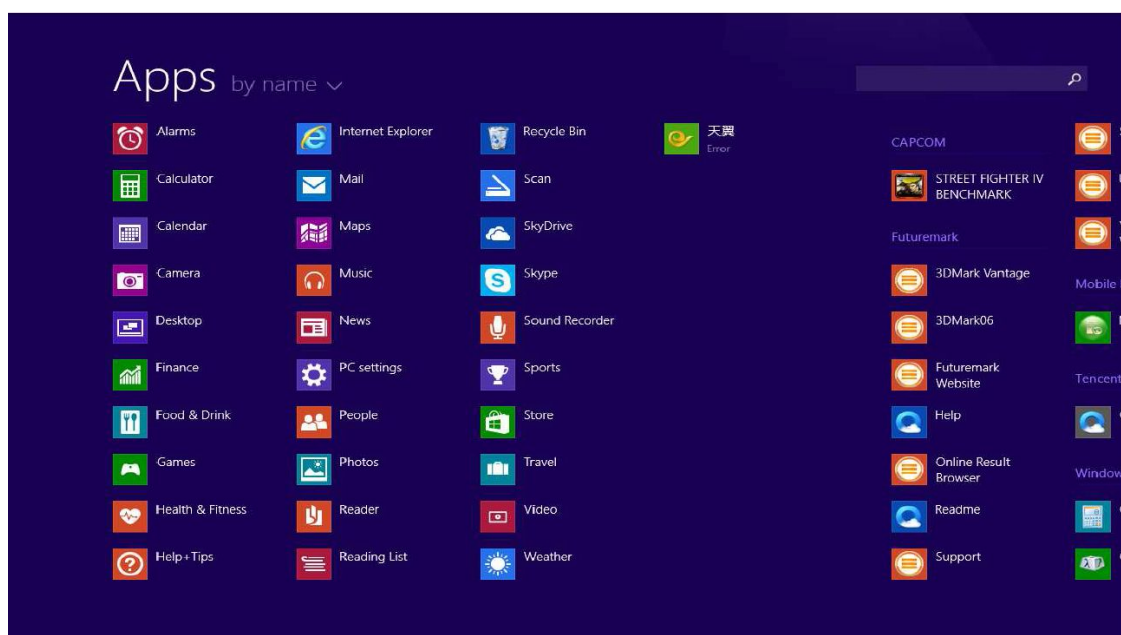 Apps by name
Alarms
Calculator
Calendar
Camera
Desktop
Finance
Food & Drink
Games
Health & Fitness
Help+Tips
Internet Explorer
Mail
Maps
Music
News
PC settings
People
Photos
Reader
Reading List
Recycle Bin
Scan
SkyDrive
Skype
Sound Recorder
Sports
Store
Travel
Video
Weather
天翼
Error
CAPCOM
STREET FIGHTER IV
BENCHMARK
Futuremark
3DMark Vantage
3DMark06
Futuremark
Website
Help
Online Result
Browser
Readme
Support
Mobile
Tencent
Window